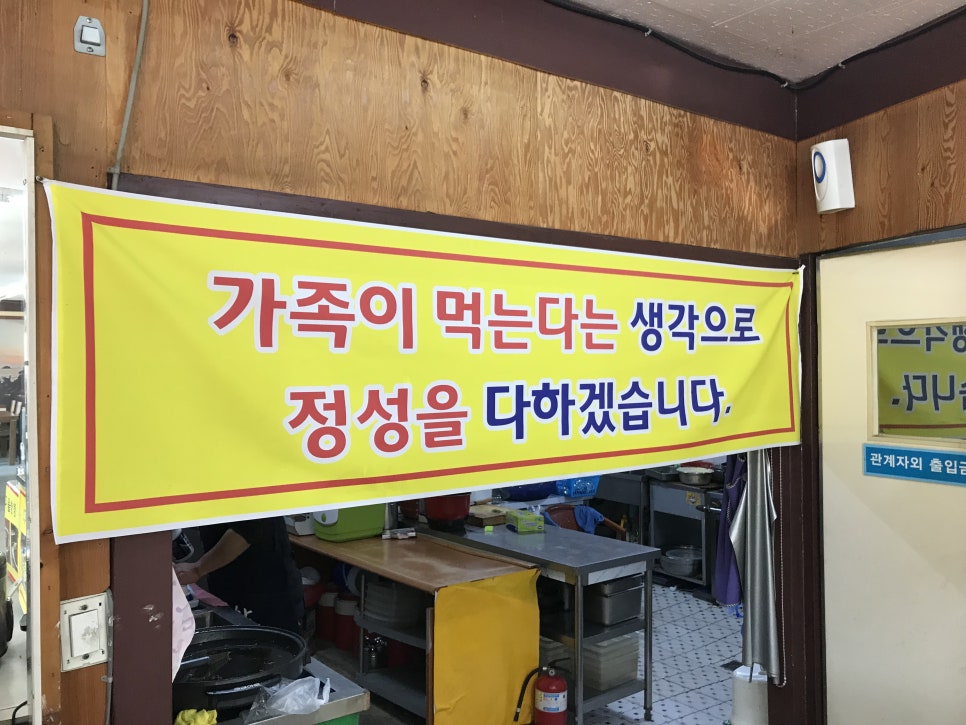 가족이 먹는다는 생각으로
정성을 다하겠습니다.
관계자외 출입금